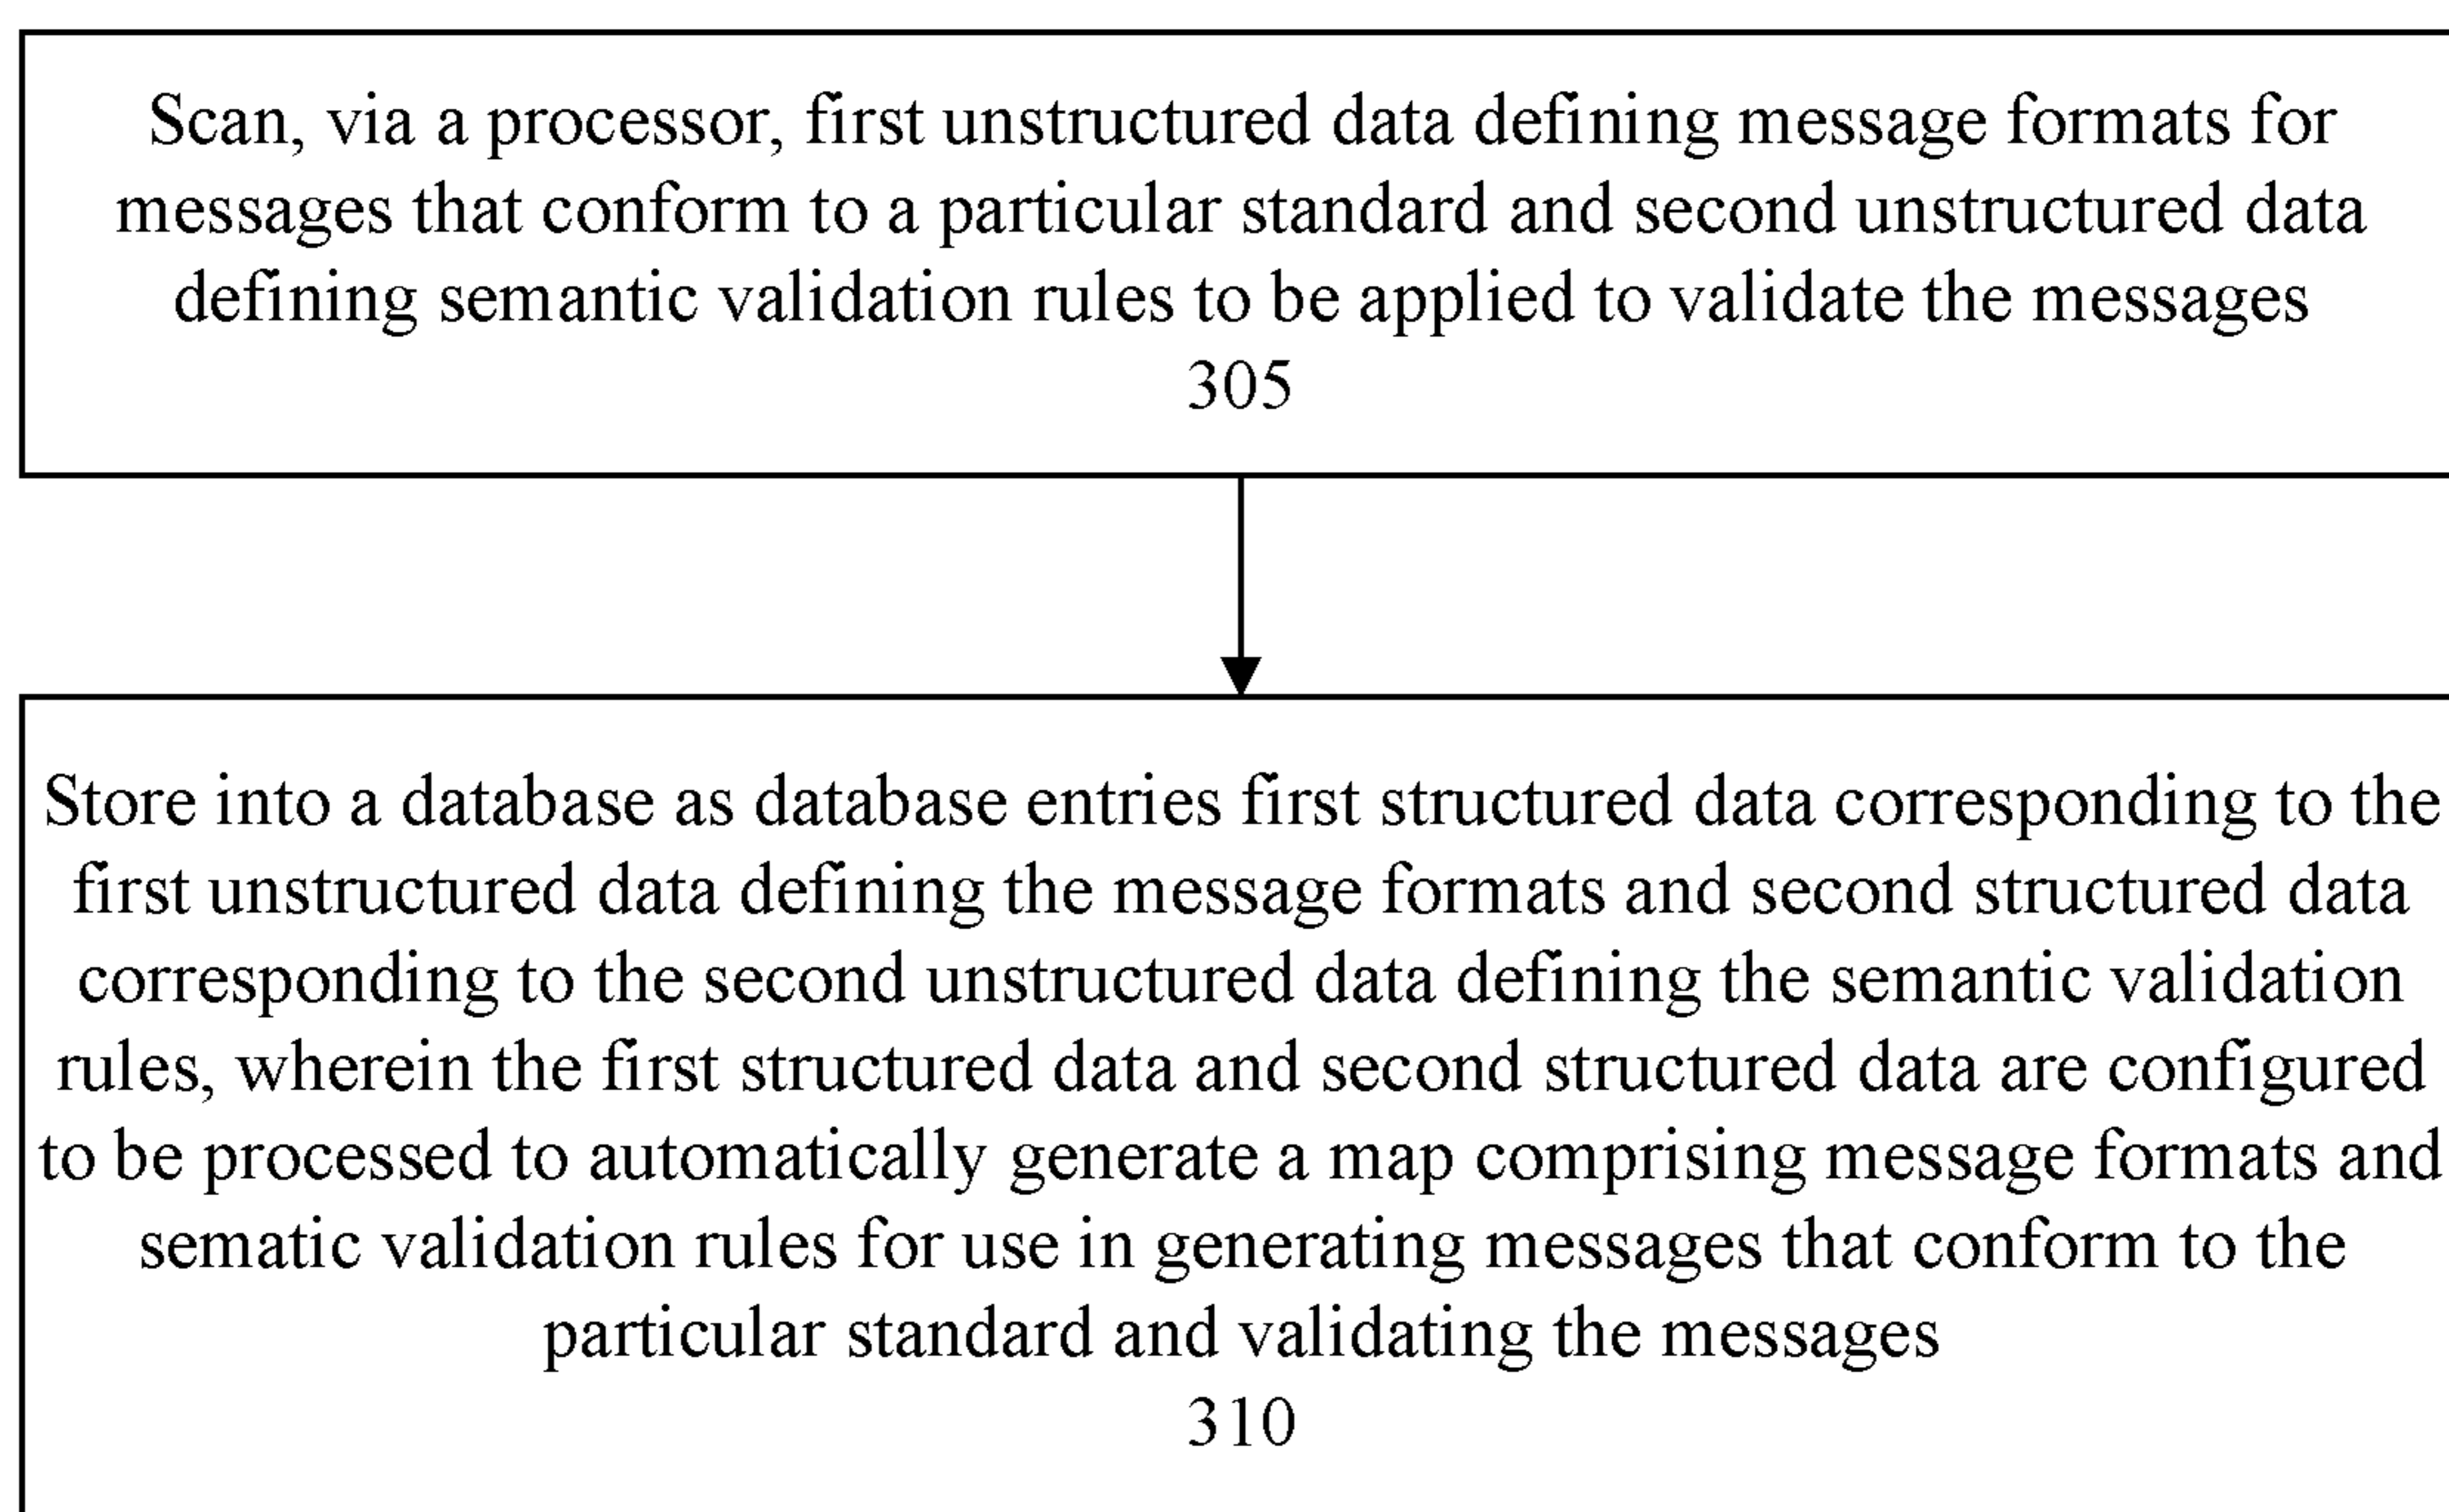 Scan, via a processor, first unstructured data defining message formats for
messages that conform to a particular standard and second unstructured data
defining semantic validation rules to be applied to validate the messages
305
Store into a database as database entries first structured data corresponding to the
first unstructured data defining the message formats and second structured data
corresponding to the second unstructured data defining the semantic validation
rules, wherein the first structured data and second structured data are configured
to be processed to automatically generate a map comprising message formats and
sematic validation rules for use in generating messages that conform to the
particular standard and validating the messages
310